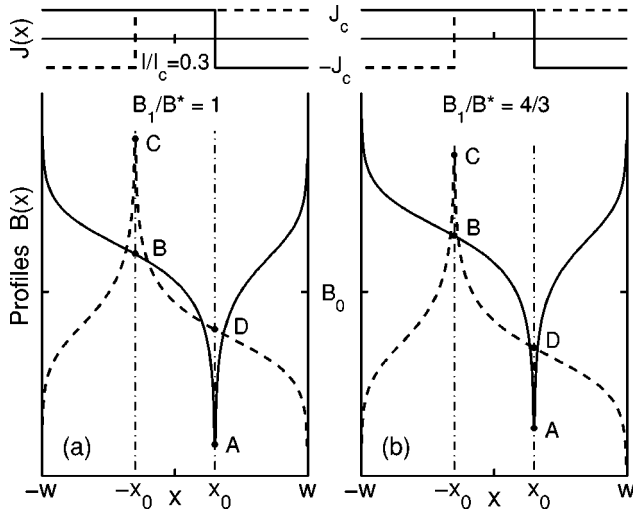 (a)
(b)
J(x)
I/I_c=0.3
J_c
−J_c
B_1/B* = 1
B_1/B* = 4/3
Profiles B(x)
C
B
D
A
B_0
C
B
D
A
(a)
(b)
−w −x_0 x x_0 w
−w −x_0 x x_0 w